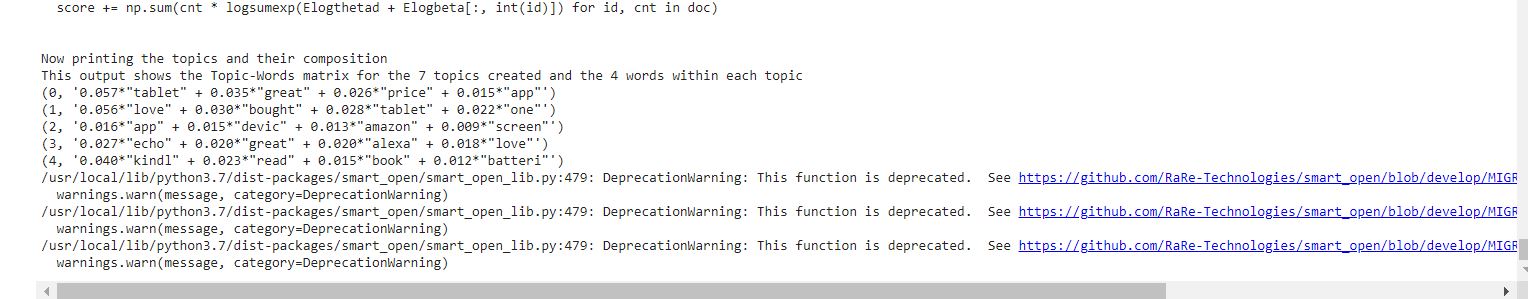 score += np.sum(cnt * logsumexp(Elogthetad + Elogbeta[:, int(id)]) for id, cnt in doc)
Now printing the topics and their composition
This output shows the Topic-Words matrix for the 7 topics created and the 4 words within each topic
(0, '0.057*"tablet" + 0.035*"great" + 0.026*"price" + 0.015*"app"')
(1, '0.056*"love" + 0.030*"bought" + 0.028*"tablet" + 0.022*"one"')
(2, '0.016*"app" + 0.015*"devic" + 0.013*"amazon" + 0.009*"screen"')
(3, '0.027*"echo" + 0.020*"great" + 0.020*"alexa" + 0.018*"love"')
(4, '0.040*"kindl" + 0.023*"read" + 0.015*"book" + 0.012*"batteri"')
/usr/local/lib/python3.7/dist-packages/smart_open/smart_open_lib.py:479: DeprecationWarning: This function is deprecated.  See https://github.com/RaRe-Technologies/smart_open/blob/develop/MIGR
warnings.warn(message, category=DeprecationWarning)
/usr/local/lib/python3.7/dist-packages/smart_open/smart_open_lib.py:479: DeprecationWarning: This function is deprecated.  See https://github.com/RaRe-Technologies/smart_open/blob/develop/MIGR
warnings.warn(message, category=DeprecationWarning)
/usr/local/lib/python3.7/dist-packages/smart_open/smart_open_lib.py:479: DeprecationWarning: This function is deprecated.  See https://github.com/RaRe-Technologies/smart_open/blob/develop/MIGR
warnings.warn(message, category=DeprecationWarning)